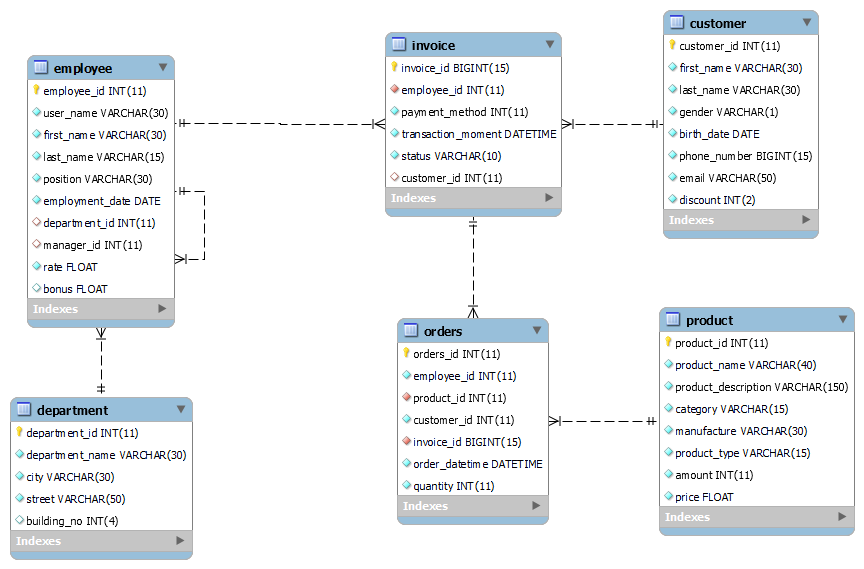 employee
employee_id INT(11)
user_name VARCHAR(30)
first_name VARCHAR(30)
last_name VARCHAR(15)
position VARCHAR(30)
employment_date DATE
department_id INT(11)
manager_id INT(11)
rate FLOAT
bonus FLOAT
Indexes
invoice
invoice_id BIGINT(15)
employee_id INT(11)
payment_method INT(11)
transaction_moment DATETIME
status VARCHAR(10)
customer_id INT(11)
Indexes
customer
customer_id INT(11)
first_name VARCHAR(30)
last_name VARCHAR(30)
gender VARCHAR(1)
birth_date DATE
phone_number BIGINT(15)
email VARCHAR(50)
discount INT(2)
Indexes
department
department_id INT(11)
department_name VARCHAR(30)
city VARCHAR(30)
street VARCHAR(50)
building_no INT(4)
Indexes
orders
orders_id INT(11)
employee_id INT(11)
product_id INT(11)
customer_id INT(11)
invoice_id BIGINT(15)
order_datetime DATETIME
quantity INT(11)
Indexes
product
product_id INT(11)
product_name VARCHAR(40)
product_description VARCHAR(150)
category VARCHAR(15)
manufacture VARCHAR(30)
product_type VARCHAR(15)
amount INT(11)
price FLOAT
Indexes